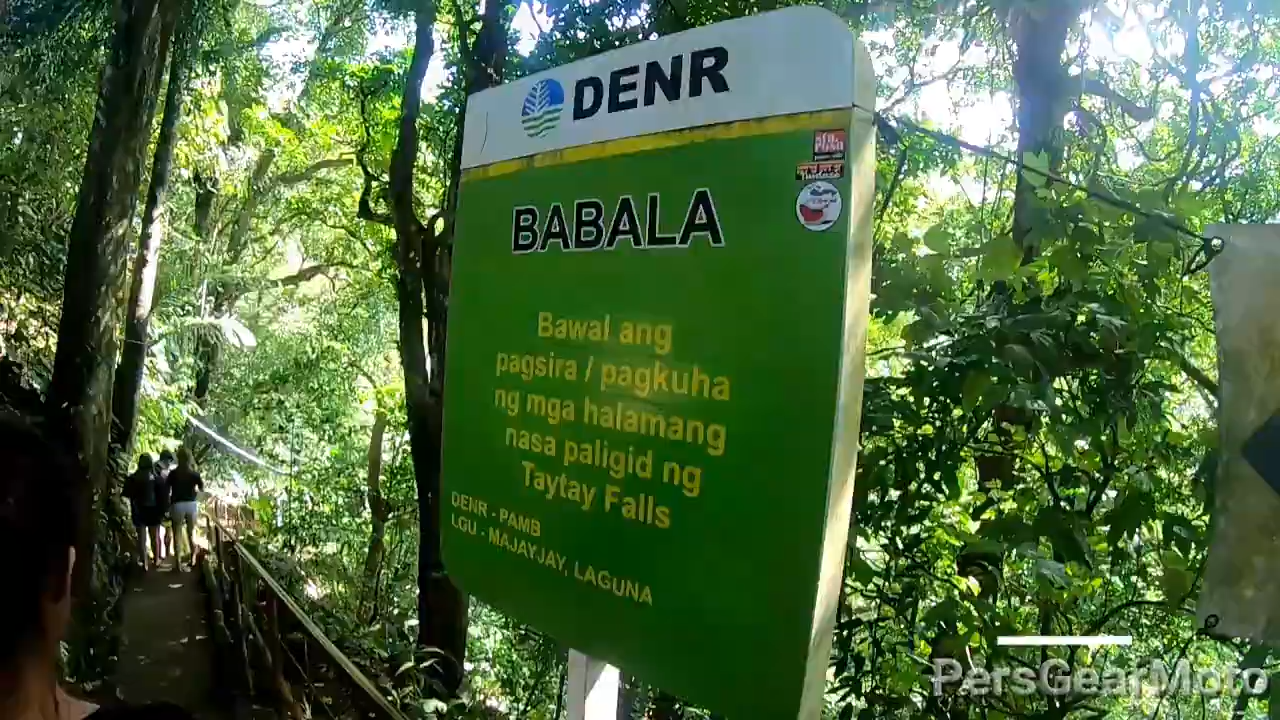 DENR
BABALA
Bawal ang
pagsira / pagkuha
ng mga halamang
nasa paligid ng
Taytay Falls
DENR - PAMB
LGU - MAJAYJAY, LAGUNA
PersGearMoto